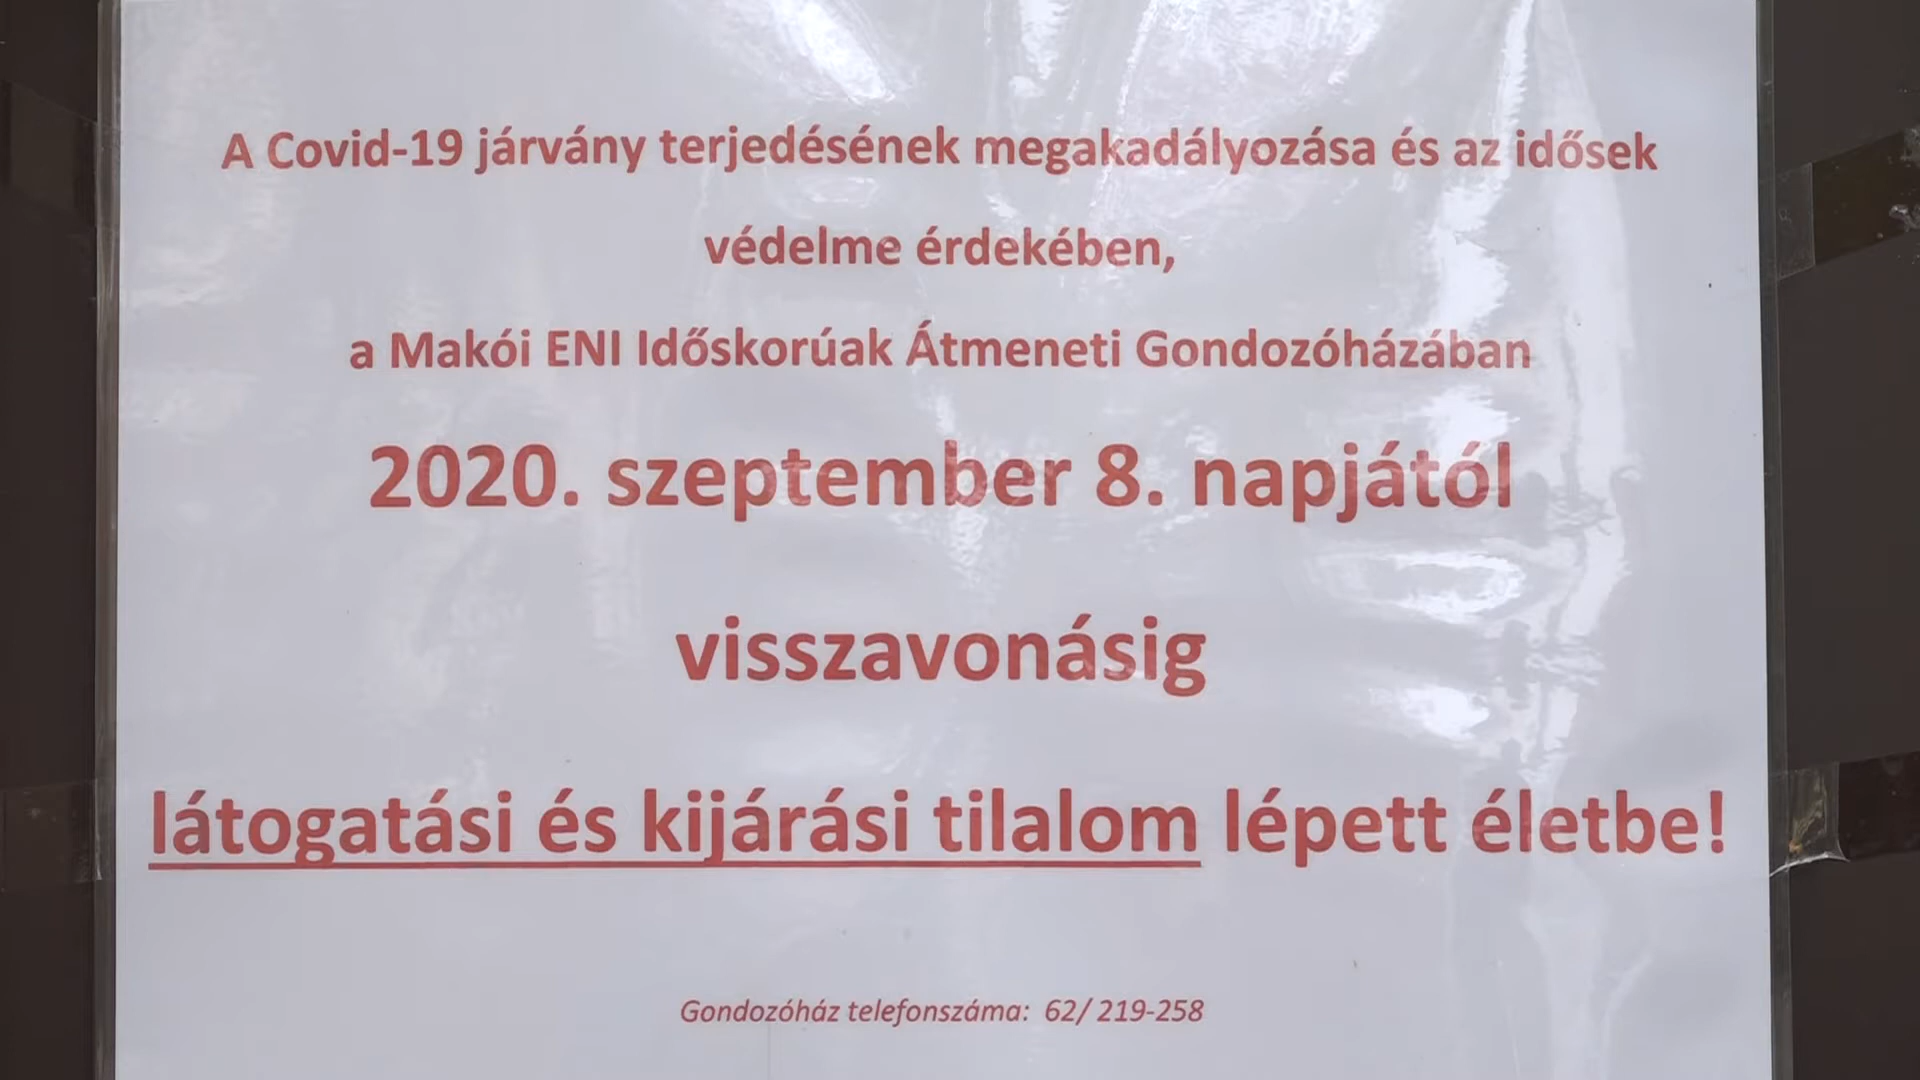 A Covid-19 járvány terjedésének megakadályozása és az idősek
védelme érdekében,
a Makói ENI Időskorúak Átmeneti Gondozóházában
2020. szeptember 8. napjától
visszavonásig
látogatási és kijárási tilalom lépett életbe!
Gondozóház telefonszáma: 62/ 219-258